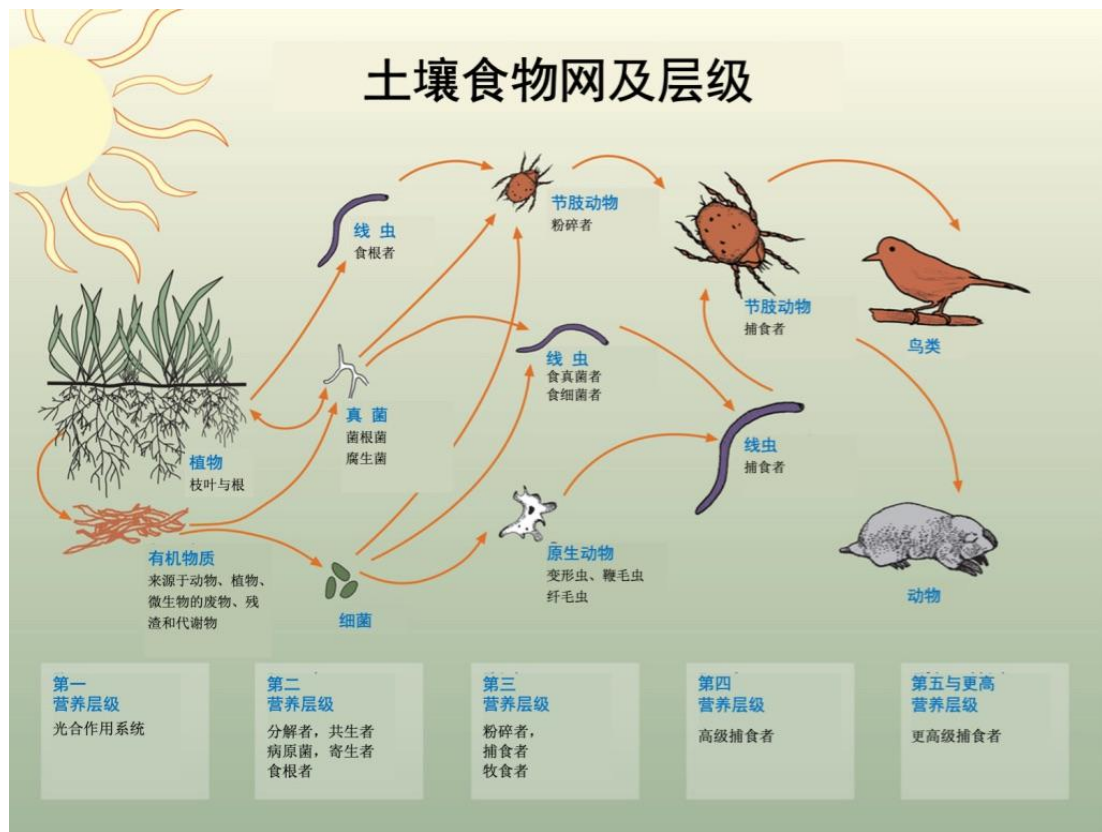 土壤食物网及层级
线 虫
食根者
节肢动物
粉碎者
节肢动物
捕食者
鸟类
线 虫
食真菌者
食细菌者
真 菌
菌根菌
腐生菌
线虫
捕食者
植物
枝叶与根
有机物质
来源于动物、植物、
微生物的废物、残
渣和代谢物
细菌
原生动物
变形虫、鞭毛虫
纤毛虫
动物
第一
营养层级
光合作用系统
第二
营养层级
分解者，共生者
病原菌，寄生者
食根者
第三
营养层级
粉碎者，
捕食者
牧食者
第四
营养层级
高级捕食者
第五与更高
营养层级
更高级捕食者